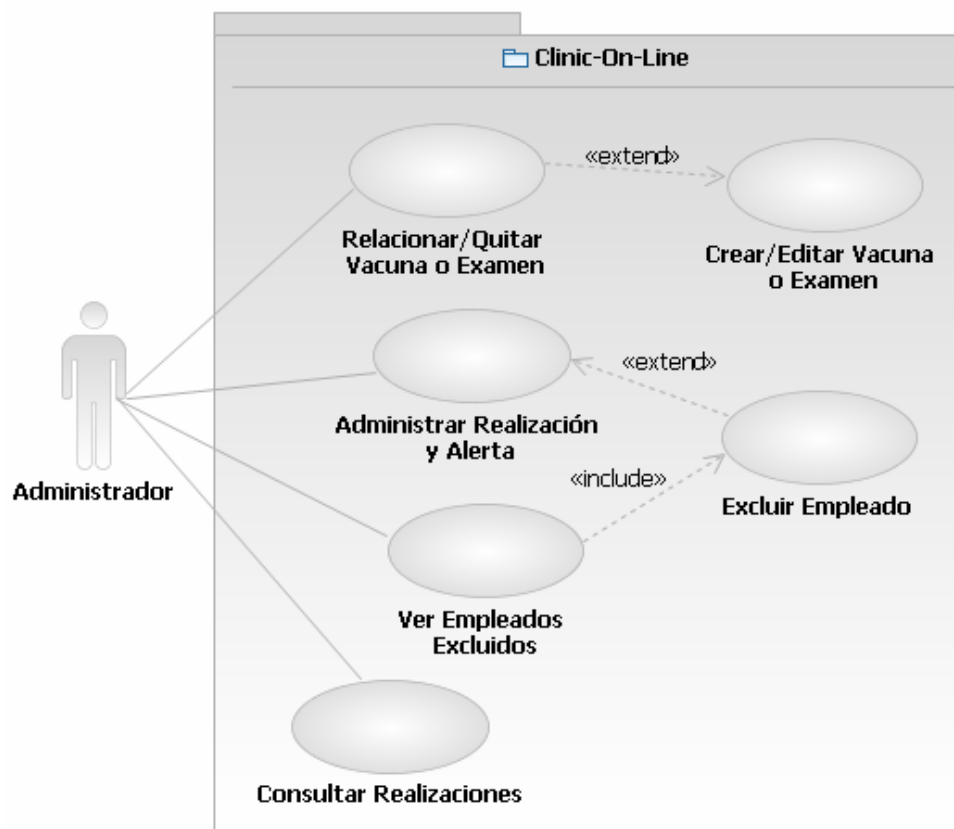 Clinic-On-Line
«extend»
Relacionar/Quitar
Vacuna o Examen
Crear/Editar Vacuna
o Examen
«extend»
Administrar Realización
y Alerta
Administrador
«include»
Excluir Empleado
Ver Empleados
Excluidos
Consultar Realizaciones